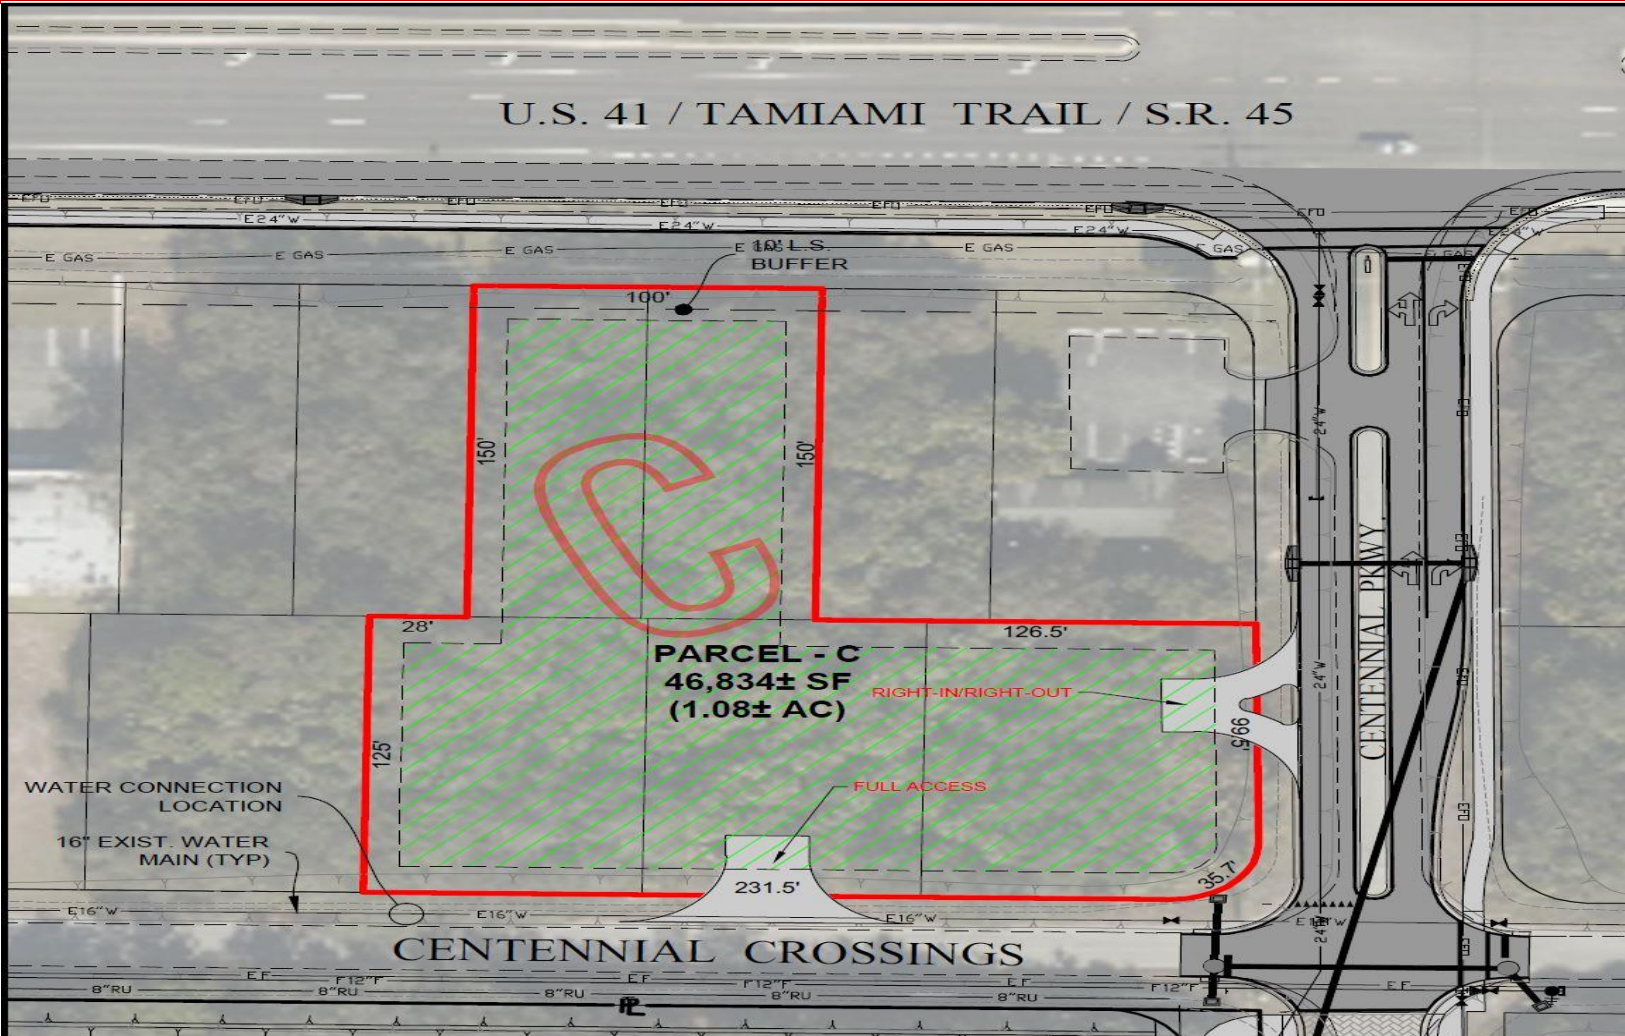 U.S. 41 / TAMIAMI TRAIL / S.R. 45
E24"W
E24"W
E24"W
E GAS
E GAS
E GAS
E GAS
E GAS
10' L.S.
BUFFER
100'
150'
150'
24"W
28'
126.5'
PARCEL - C
46,834± SF
(1.08± AC)
RIGHT-IN/RIGHT-OUT
99.5'
24"W
CENTENNIAL PKWY
125'
FULL ACCESS
WATER CONNECTION
LOCATION
16" EXIST. WATER
MAIN (TYP)
231.5'
35.7'
E16"W
E16"W
E16"W
24"W
CENTENNIAL CROSSINGS
E F
E F
E F
E F
F12"F
F12"F
F12"F
8"RU
8"RU
8"RU
8"RU
8"RU
C